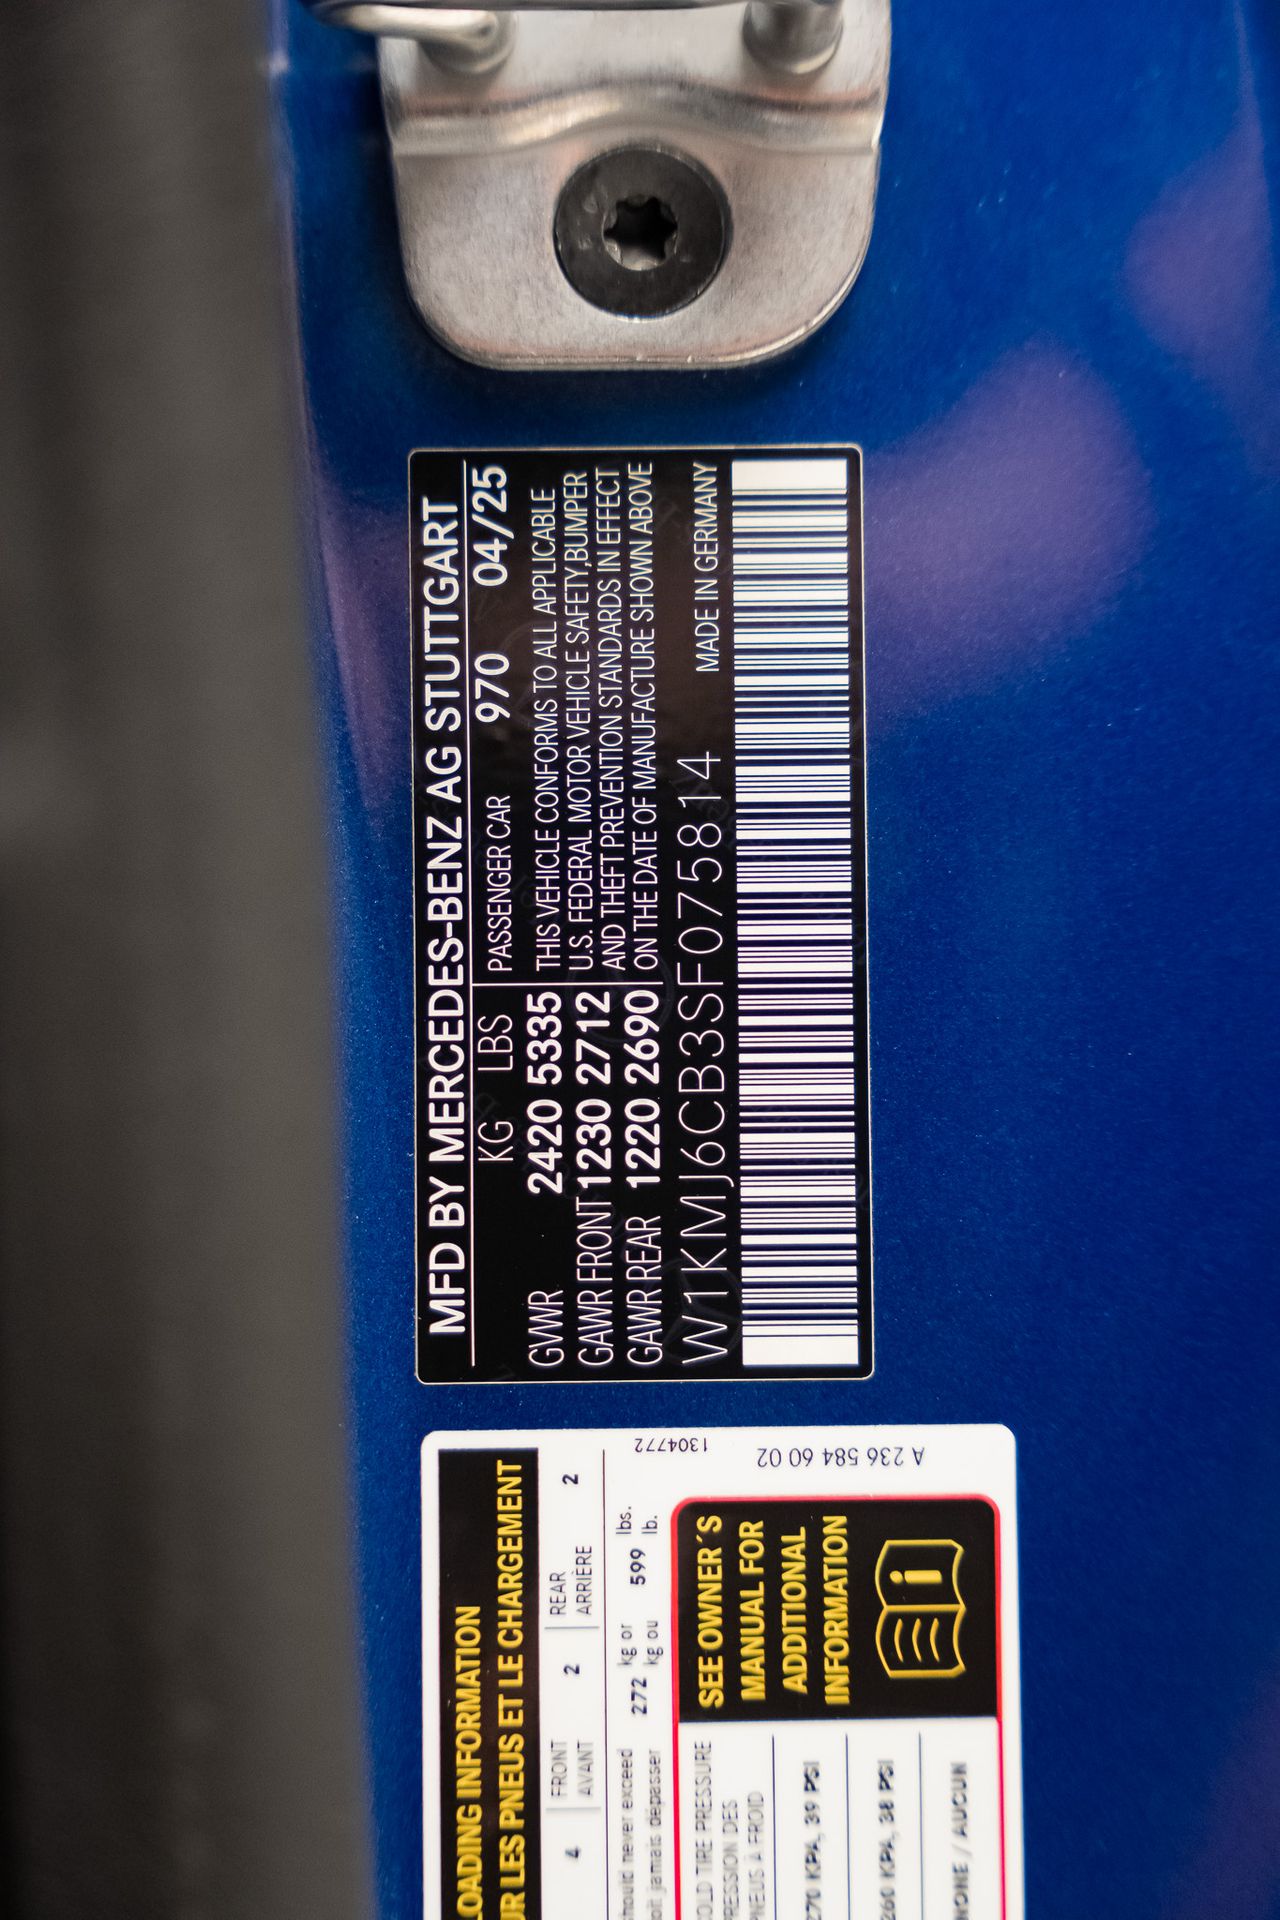 MFD BY MERCEDES-BENZ AG STUTTGART
KG LBS PASSENGER CAR 970 04/25
GVWR 2420 5335 THIS VEHICLE CONFORMS TO ALL APPLICABLE
GAWR FRONT 1230 2712 U.S. FEDERAL MOTOR VEHICLE SAFETY,BUMPER
AND THEFT PREVENTION STANDARDS IN EFFECT
GAWR REAR 1220 2690 ON THE DATE OF MANUFACTURE SHOWN ABOVE
W1KMJ6CB3SF075814 MADE IN GERMANY
LOADING INFORMATION
UR LES PNEUS ET LE CHARGEMENT
4 FRONT 2 REAR 2
AVANT ARRIÈRE
should never exceed 272 kg or 599 lbs.
doit jamais dépasser kg ou lb.
1304772
A 236 584 60 02
COLD TIRE PRESSURE
PRESSION DES
PNEUS À FROID
270 KPA, 39 PSI
260 KPA, 38 PSI
NONE / AUCUN
SEE OWNER´S
MANUAL FOR
ADDITIONAL
INFORMATION
i